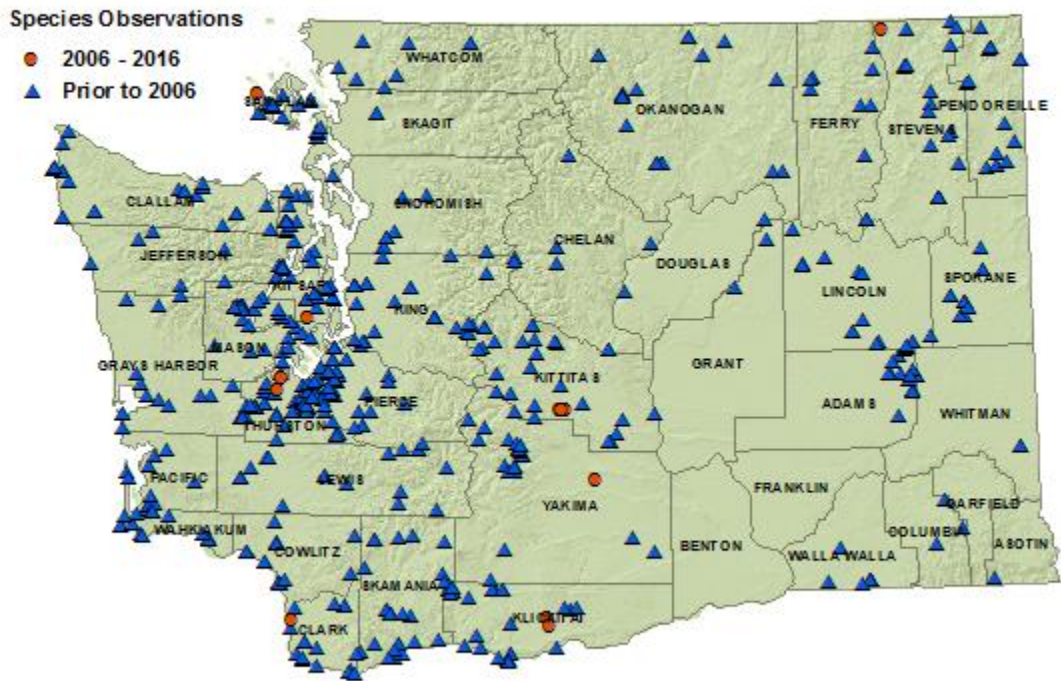 Species Observations
2006 - 2016
Prior to 2006
WHATCOM
SKAGIT
OKANOGAN
FERRY
STEVENS
PEND OREILLE
CLALLAM
JEFFERSON
CHELAN
DOUGLAS
KING
LINCOLN
SPOKANE
MASON
GRAYS HARBOR
KITTITAS
GRANT
PIERCE
ADAMS
WHITMAN
THURSTON
PACIFIC
LEWIS
YAKIMA
FRANKLIN
GARFIELD
WAHKIAKUM
COWLITZ
BENTON
WALLA WALLA
COLUMBIA
ASOTIN
SKAMANIA
KLICKITAT
CLARK